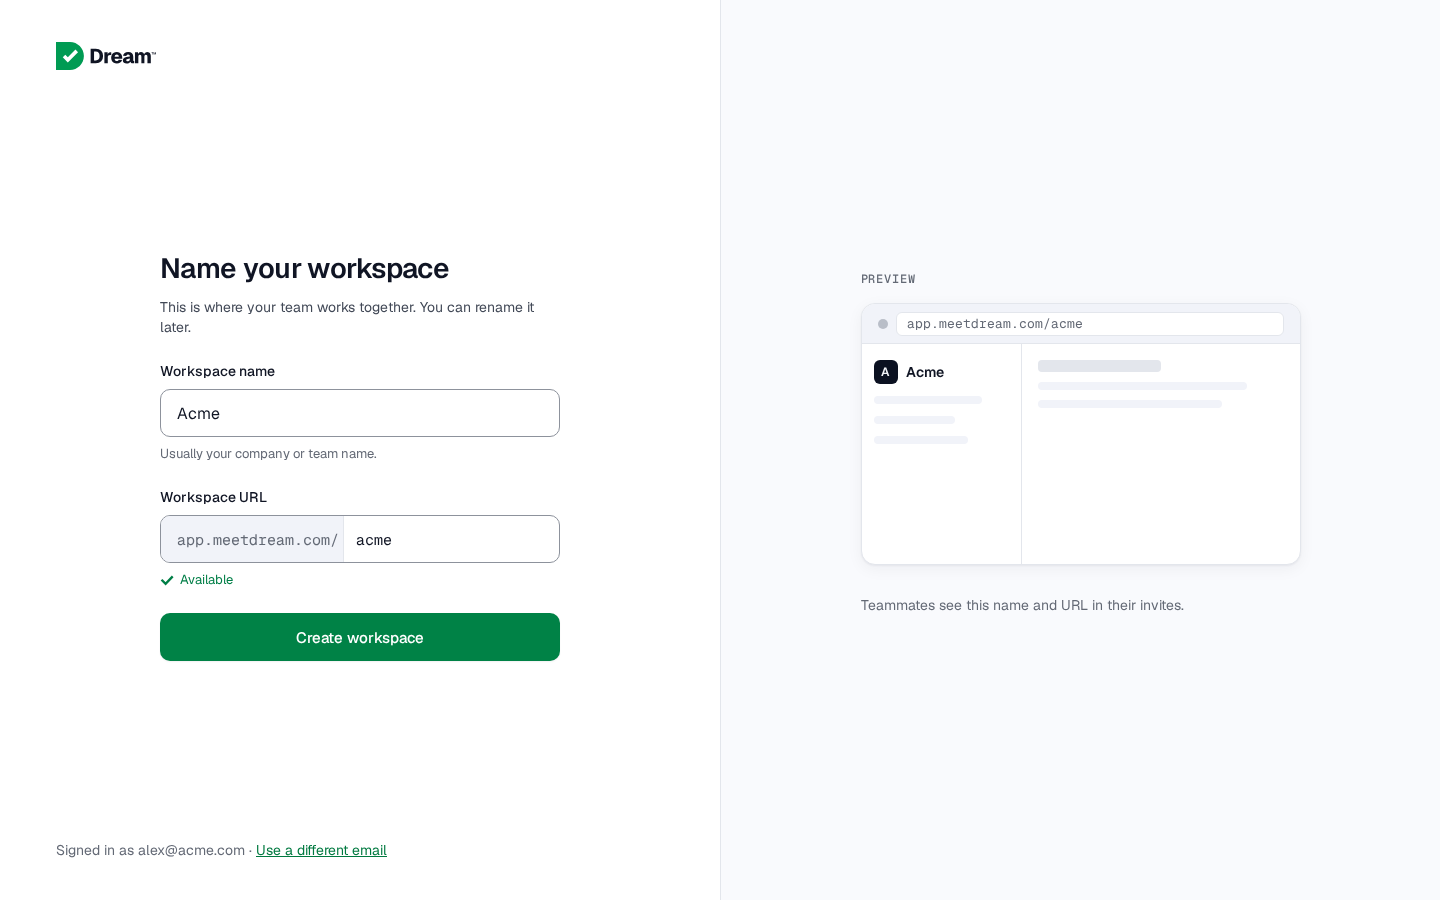 Dream™
Name your workspace
This is where your team works together. You can rename it
later.
Workspace name
Acme
Usually your company or team name.
Workspace URL
app.meetdream.com/ acme
Available
Create workspace
Signed in as alex@acme.com · Use a different email
PREVIEW
app.meetdream.com/acme
A Acme
Teammates see this name and URL in their invites.